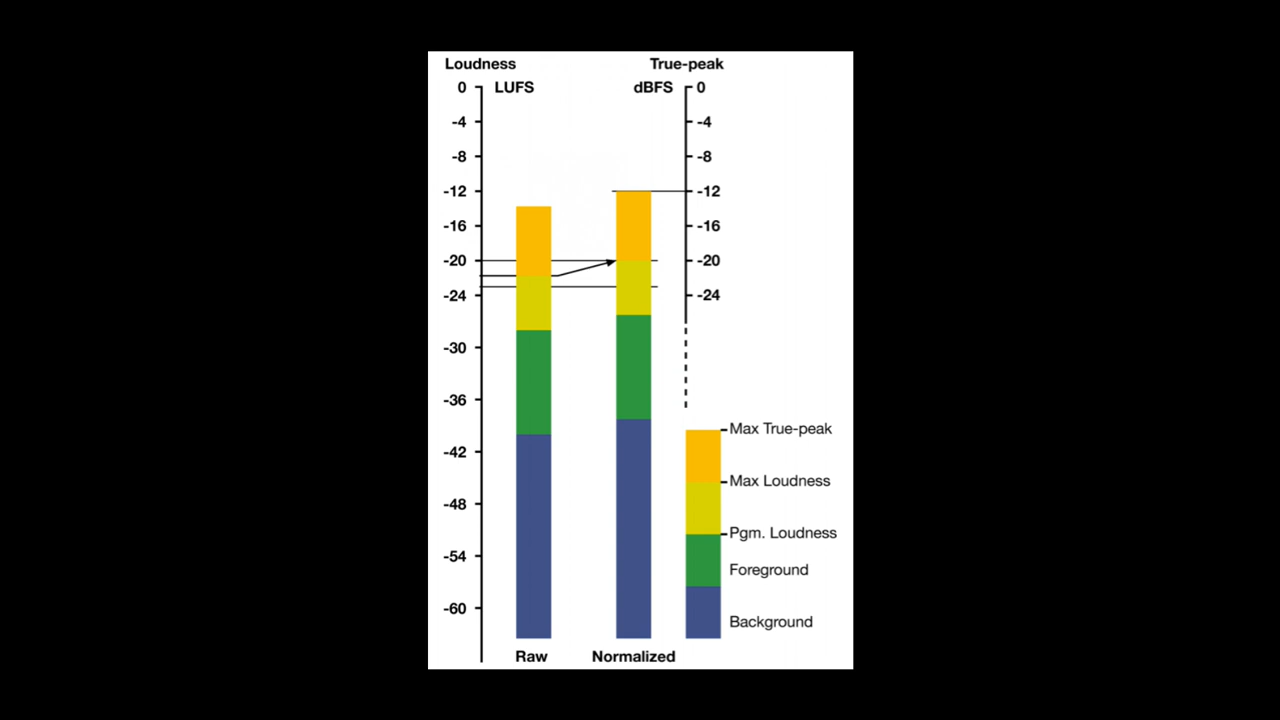 Loudness
True-peak
0
LUFS
dBFS
0
-4
-4
-8
-8
-12
-12
-16
-16
-20
-20
-24
-24
-30
-36
Max True-peak
-42
Max Loudness
-48
Pgm. Loudness
-54
Foreground
-60
Background
Raw
Normalized